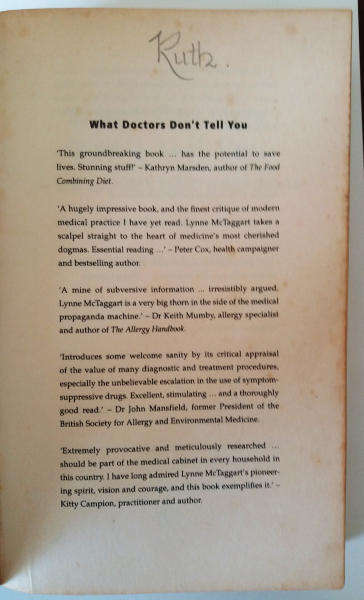 Ruth.
What Doctors Don't Tell You
'This groundbreaking book ... has the potential to save
lives. Stunning stuff!' – Kathryn Marsden, author of The Food
Combining Diet.
'A hugely impressive book, and the finest critique of modern
medical practice I have yet read. Lynne McTaggart takes a
scalpel straight to the heart of medicine's most cherished
dogmas. Essential reading ...' – Peter Cox, health campaigner
and bestselling author.
'A mine of subversive information ... irresistibly argued.
Lynne McTaggart is a very big thorn in the side of the medical
propaganda machine.' – Dr Keith Mumby, allergy specialist
and author of The Allergy Handbook.
'Introduces some welcome sanity by its critical appraisal
of the value of many diagnostic and treatment procedures,
especially the unbelievable escalation in the use of symptom-
suppressive drugs. Excellent, stimulating ... and a thoroughly
good read.' – Dr John Mansfield, former President of the
British Society for Allergy and Environmental Medicine.
'Extremely provocative and meticulously researched ...
should be part of the medical cabinet in every household in
this country. I have long admired Lynne McTaggart's pioneer-
ing spirit, vision and courage, and this book exemplifies it.' –
Kitty Campion, practitioner and author.